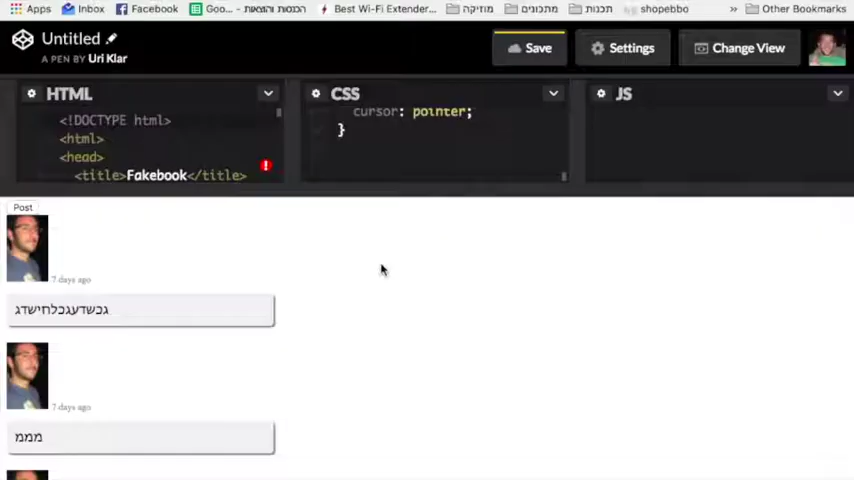 Apps Inbox Facebook Goo... - הכנסות והוצאות Best Wi-Fi Extender... מוזיקה מתכונים תכנות shopebbo » Other Bookmarks
Untitled
A PEN BY Uri Klar
Save Settings Change View
HTML CSS JS
<!DOCTYPE html>
<html>
<head>
<title>Fakebook</title>
cursor: pointer;
}
Post
7 days ago
גכשדעגכלחישדג
7 days ago
מממ